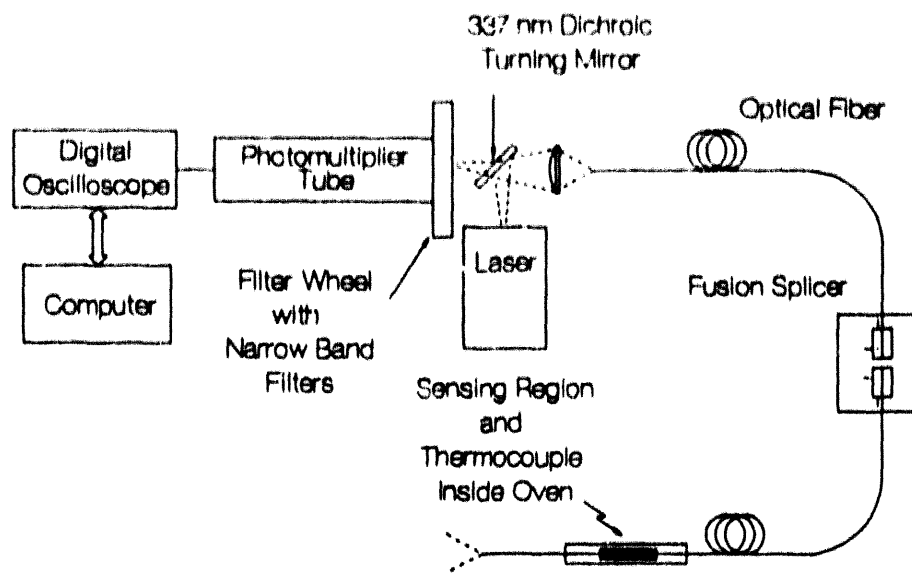 337 nm Dichroic
Turning Mirror
Optical Fiber
Digital
Oscilloscope
Photomultiplier
Tube
Laser
Computer
Filter Wheel
with
Narrow Band
Filters
Fusion Splicer
Sensing Region
and
Thermocouple
Inside Oven